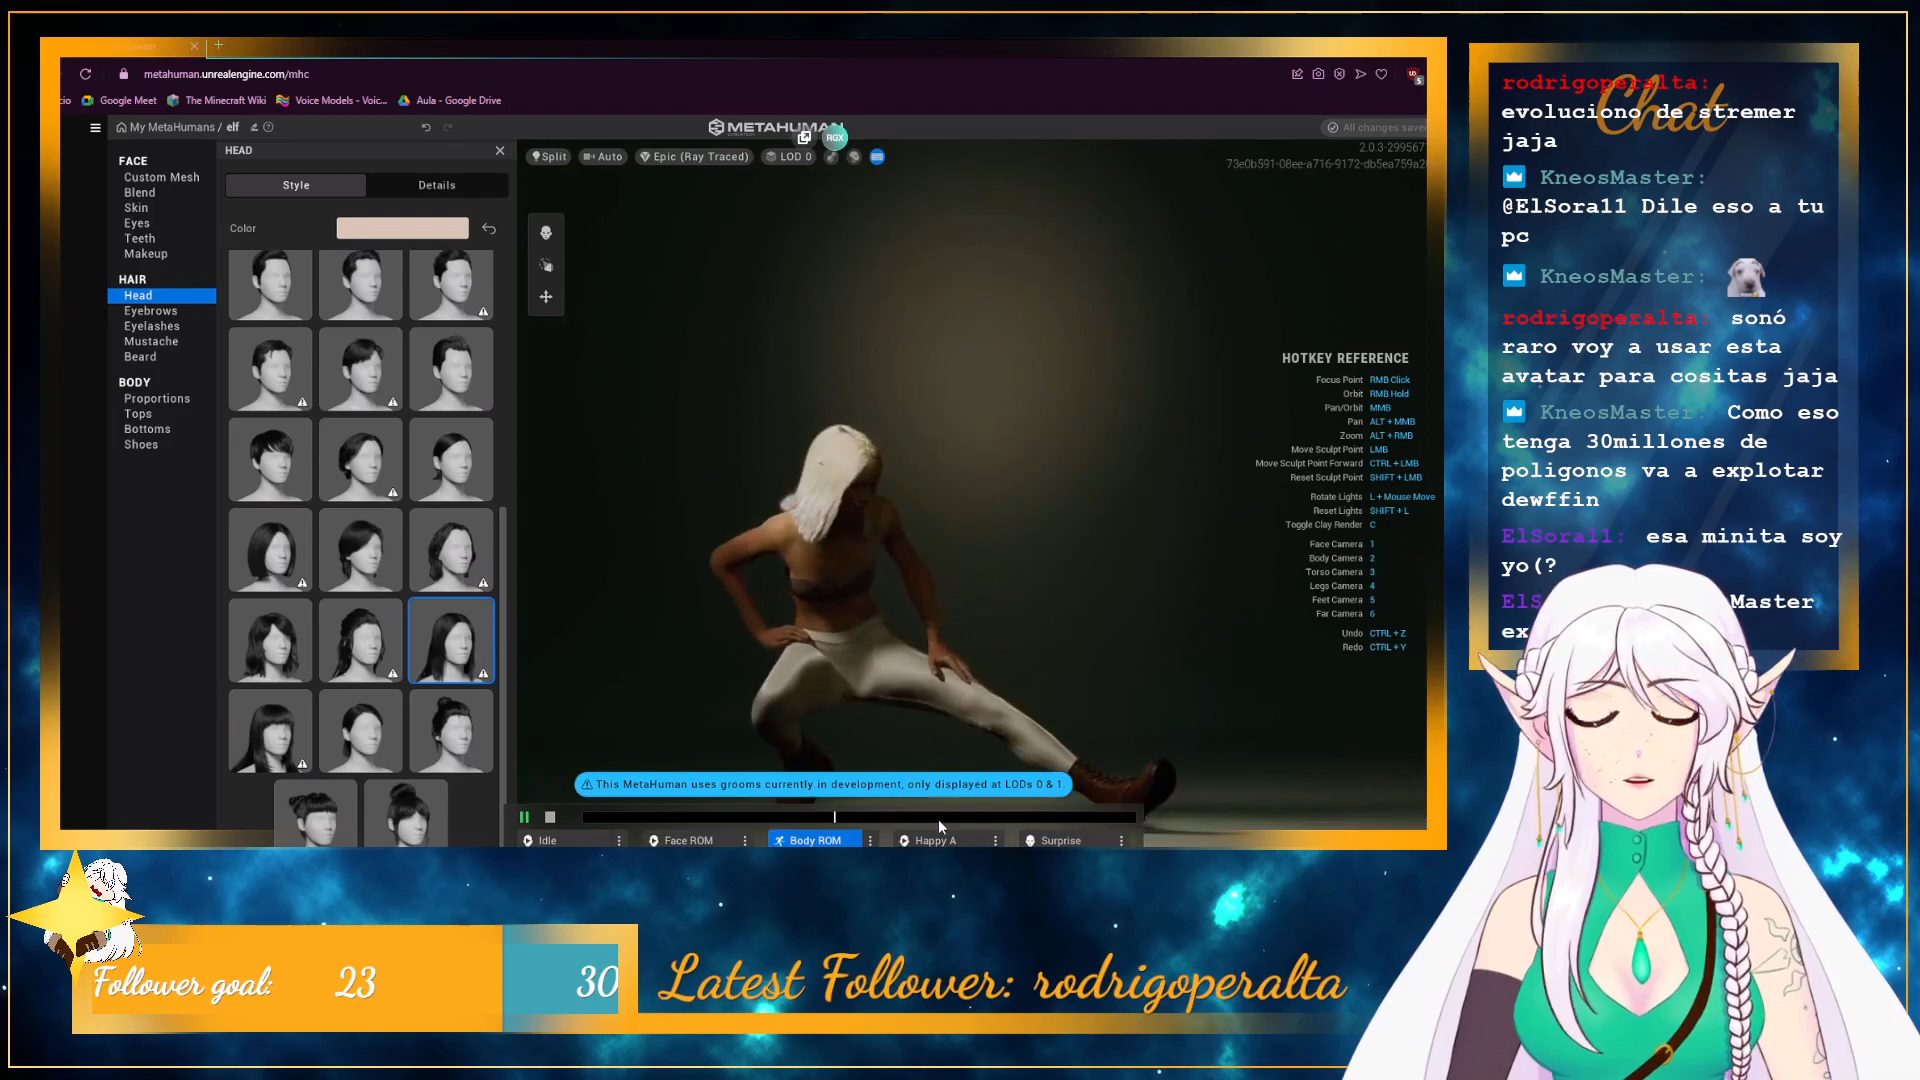 metahuman.unrealengine.com/mhc
Google Meet
The Minecraft Wiki
Voice Models - Voic...
Aula - Google Drive
My MetaHumans / elf
METAHUMAN
RGX
All changes saved
FACE
Custom Mesh
Blend
Skin
Eyes
Teeth
Makeup
HAIR
Head
Eyebrows
Eyelashes
Mustache
Beard
BODY
Proportions
Tops
Bottoms
Shoes
HEAD
Style
Details
Color
Split
Auto
Epic (Ray Traced)
LOD 0
HOTKEY REFERENCE
Focus Point RMB Click
Orbit RMB Hold
Pan/Orbit MMB
Pan ALT + MMB
Zoom ALT + RMB
Move Sculpt Point LMB
Move Sculpt Point Forward CTRL + LMB
Reset Sculpt Point SHIFT + LMB
Rotate Lights L + Mouse Move
Reset Lights SHIFT + L
Toggle Clay Render C
Face Camera 1
Body Camera 2
Torso Camera 3
Legs Camera 4
Feet Camera 5
Far Camera 6
Undo CTRL + Z
Redo CTRL + Y
This MetaHuman uses grooms currently in development, only displayed at LODs 0 & 1.
Idle
Face ROM
Body ROM
Happy A
Surprise
Chat
rodrigoperalta:
evoluciono de stremer
jaja
KneosMaster:
@ElSora11 Dile eso a tu
pc
KneosMaster:
rodrigoperalta: sonó
raro voy a usar esta
avatar para cositas jaja
KneosMaster: Como eso
tenga 30millones de
poligonos va a explotar
dewffin
ElSora11: esa minita soy
yo(?
ElS Master
ex
Follower goal: 23 30
Latest Follower: rodrigoperalta